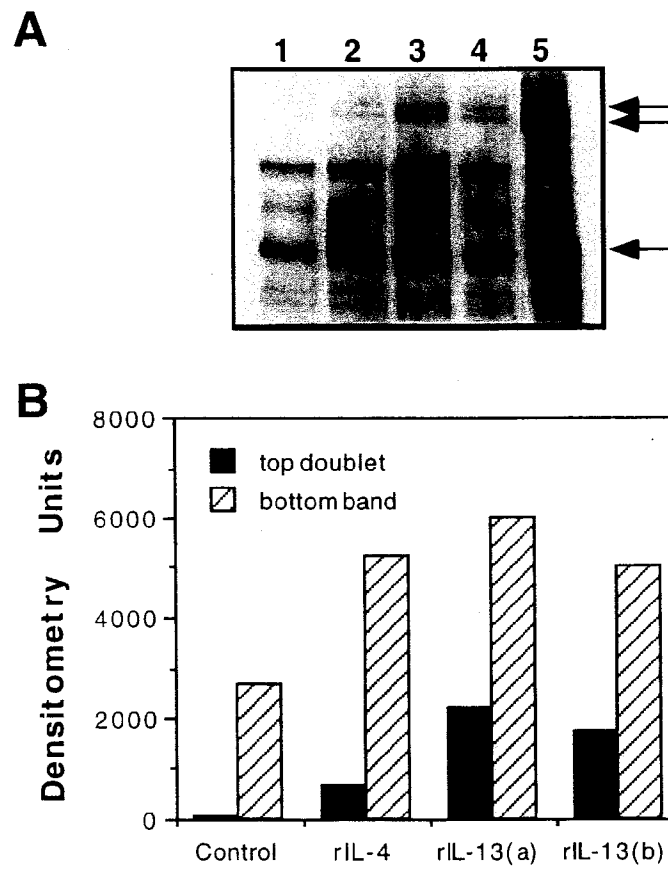 A
1 2 3 4 5
B
8000
6000
4000
2000
0
Densitometry Units
top doublet
bottom band
Control rIL-4 rIL-13(a) rIL-13(b)